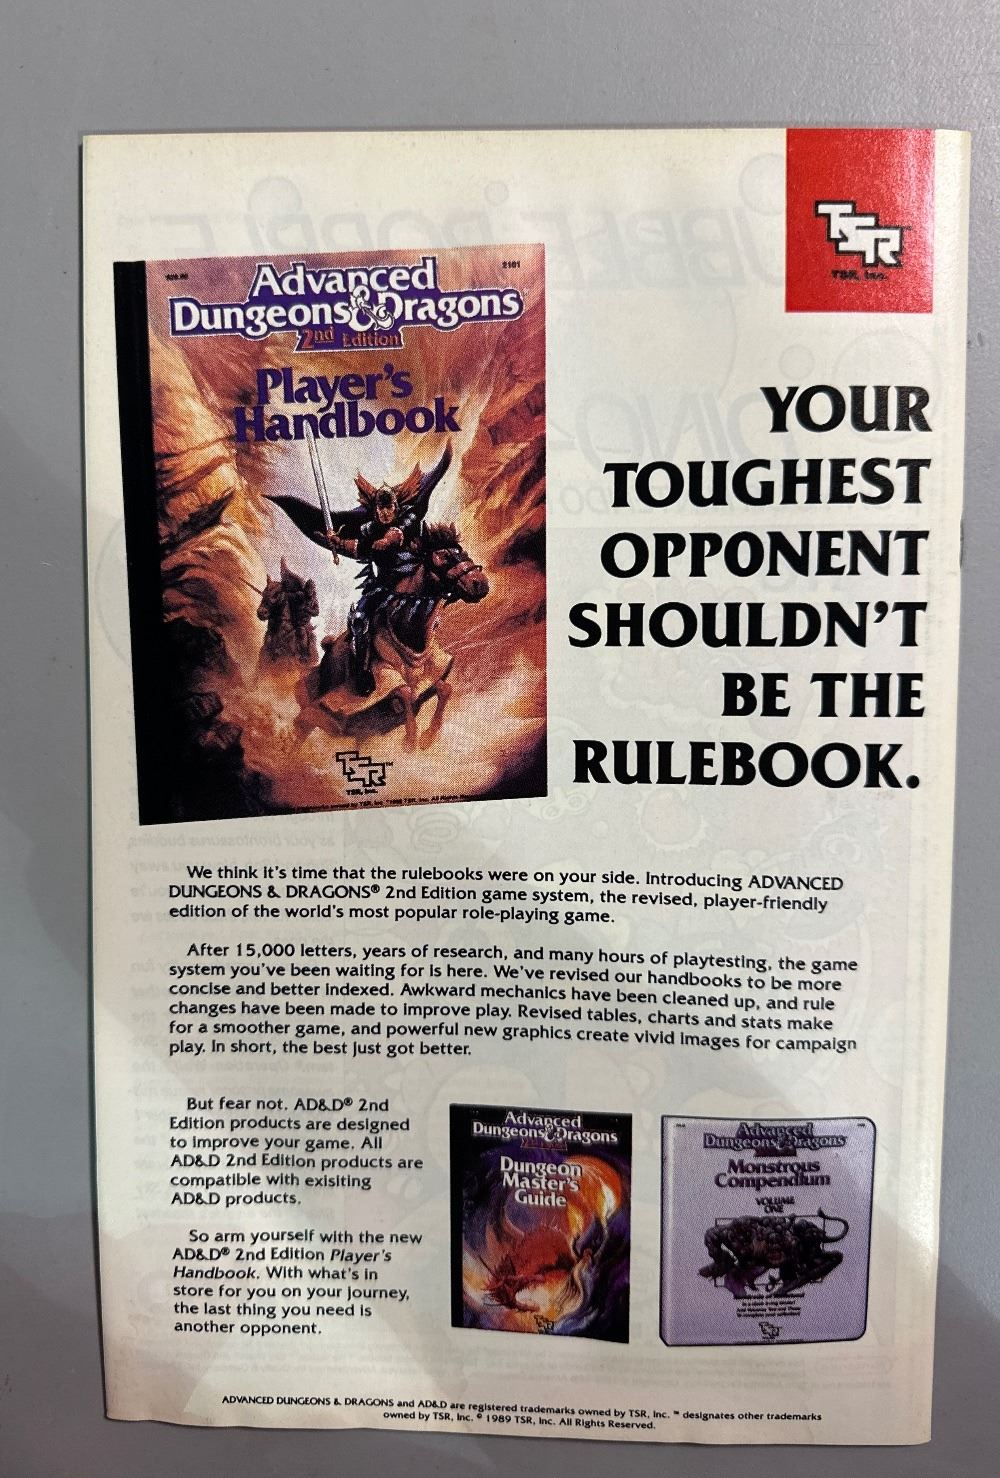 TSR
TSR, Inc.
2101
Advanced
Dungeons & Dragons
2nd Edition
Player's
Handbook
TSR
TSR, Inc.
YOUR
TOUGHEST
OPPONENT
SHOULDN'T
BE THE
RULEBOOK.
We think it's time that the rulebooks were on your side. Introducing ADVANCED
DUNGEONS & DRAGONS® 2nd Edition game system, the revised, player-friendly
edition of the world's most popular role-playing game.
After 15,000 letters, years of research, and many hours of playtesting, the game
system you've been waiting for is here. We've revised our handbooks to be more
concise and better indexed. Awkward mechanics have been cleaned up, and rule
changes have been made to improve play. Revised tables, charts and stats make
for a smoother game, and powerful new graphics create vivid images for campaign
play. In short, the best just got better.
But fear not. AD&D® 2nd
Edition products are designed
to improve your game. All
AD&D 2nd Edition products are
compatible with exisiting
AD&D products.
So arm yourself with the new
AD&D® 2nd Edition Player's
Handbook. With what's in
store for you on your journey,
the last thing you need is
another opponent.
Advanced
Dungeons & Dragons
Dungeon
Master's
Guide
TSR
Advanced
Dungeons & Dragons
Monstrous
Compendium
VOLUME
ONE
TSR
ADVANCED DUNGEONS & DRAGONS and AD&D are registered trademarks owned by TSR, Inc. ™ designates other trademarks
owned by TSR, Inc. © 1989 TSR, Inc. All Rights Reserved.